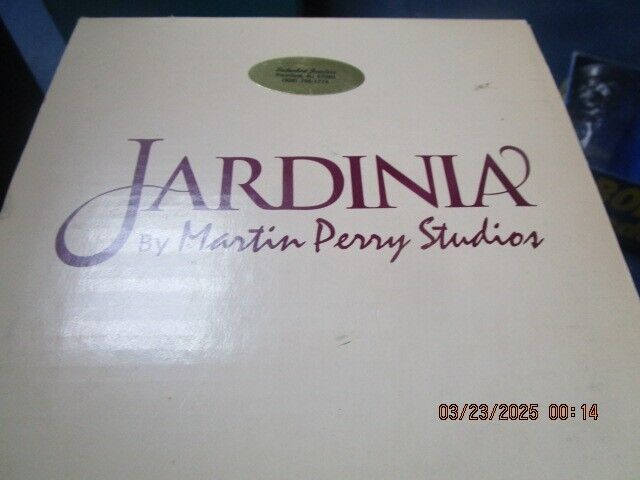 JARDINIA
By Martin Perry Studios
03/23/2025 00:14